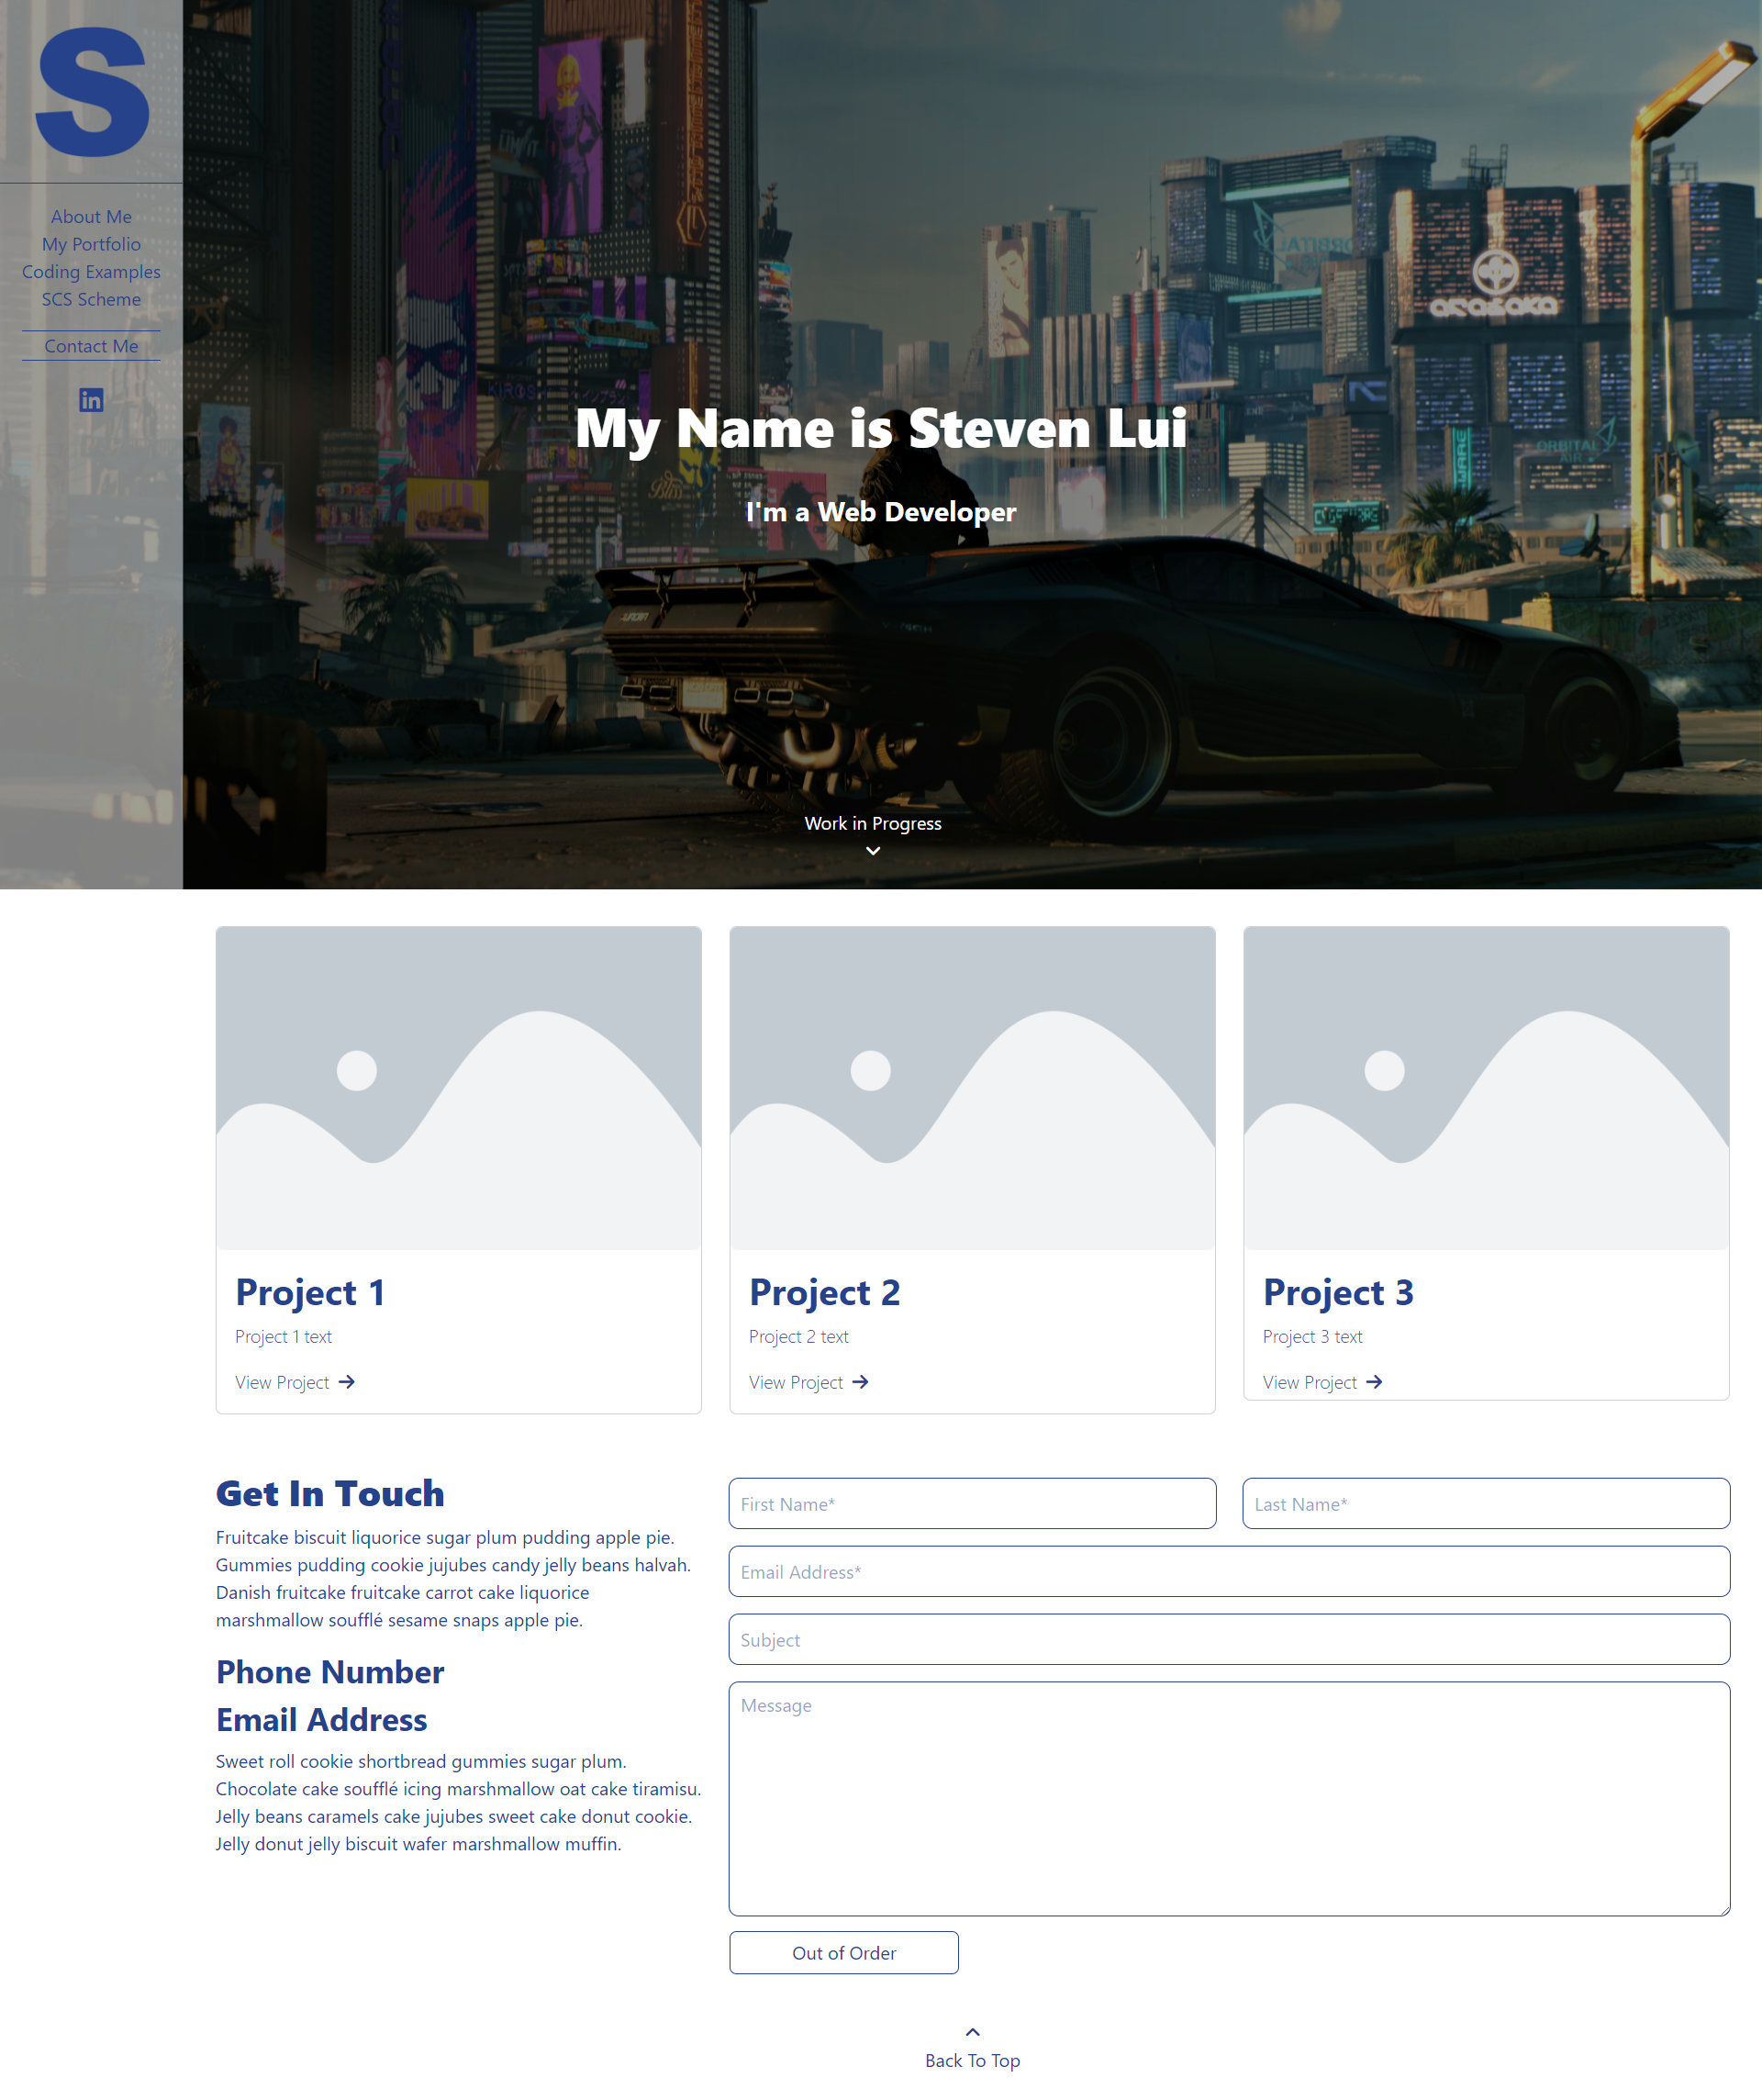 S
About Me
My Portfolio
Coding Examples
SCS Scheme
Contact Me
in
ORBITAL
arasaka
KIROSHI
ORBITAL
AIR
My Name is Steven Lui
I'm a Web Developer
Work in Progress
Project 1
Project 1 text
View Project
Project 2
Project 2 text
View Project
Project 3
Project 3 text
View Project
Get In Touch
Fruitcake biscuit liquorice sugar plum pudding apple pie.
Gummies pudding cookie jujubes candy jelly beans halvah.
Danish fruitcake fruitcake carrot cake liquorice
marshmallow soufflé sesame snaps apple pie.
Phone Number
Email Address
Sweet roll cookie shortbread gummies sugar plum.
Chocolate cake soufflé icing marshmallow oat cake tiramisu.
Jelly beans caramels cake jujubes sweet cake donut cookie.
Jelly donut jelly biscuit wafer marshmallow muffin.
First Name*
Last Name*
Email Address*
Subject
Message
Out of Order
Back To Top